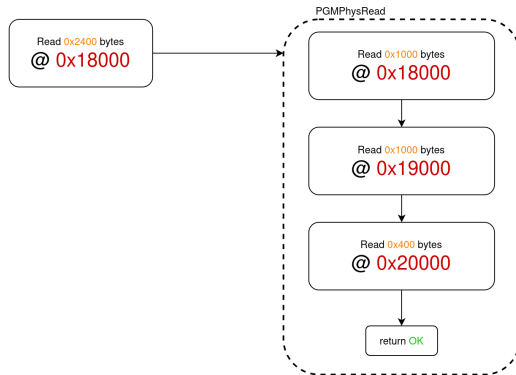 PGMPhysRead
Read 0x2400 bytes
@ 0x18000
Read 0x1000 bytes
@ 0x18000
Read 0x1000 bytes
@ 0x19000
Read 0x400 bytes
@ 0x20000
return OK